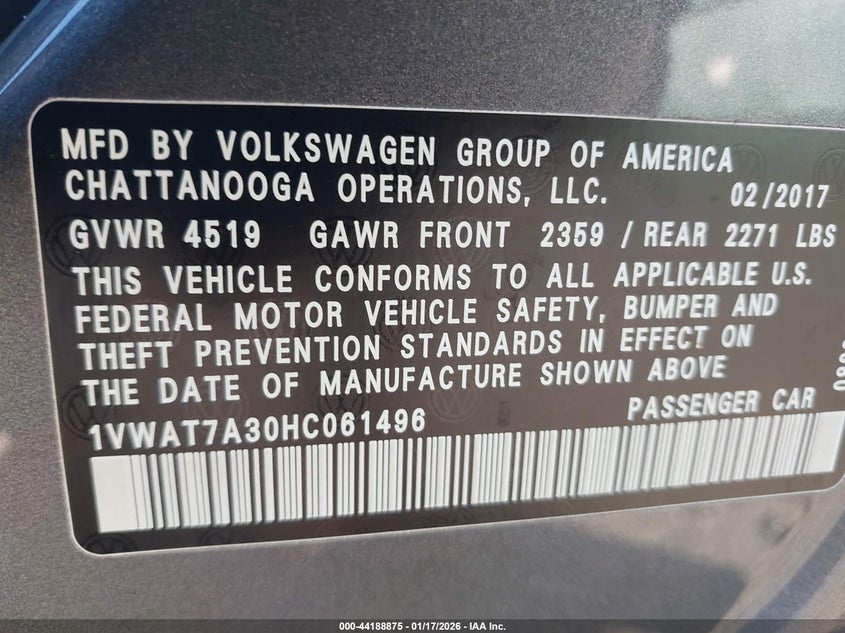 MFD BY VOLKSWAGEN GROUP OF AMERICA
CHATTANOOGA OPERATIONS, LLC. 02/2017
GVWR 4519 GAWR FRONT 2359 / REAR 2271 LBS
THIS VEHICLE CONFORMS TO ALL APPLICABLE U.S.
FEDERAL MOTOR VEHICLE SAFETY, BUMPER AND
THEFT PREVENTION STANDARDS IN EFFECT ON
THE DATE OF MANUFACTURE SHOWN ABOVE
1VWAT7A30HC061496 PASSENGER CAR
000-44188875 - 01/17/2026 - IAA Inc.